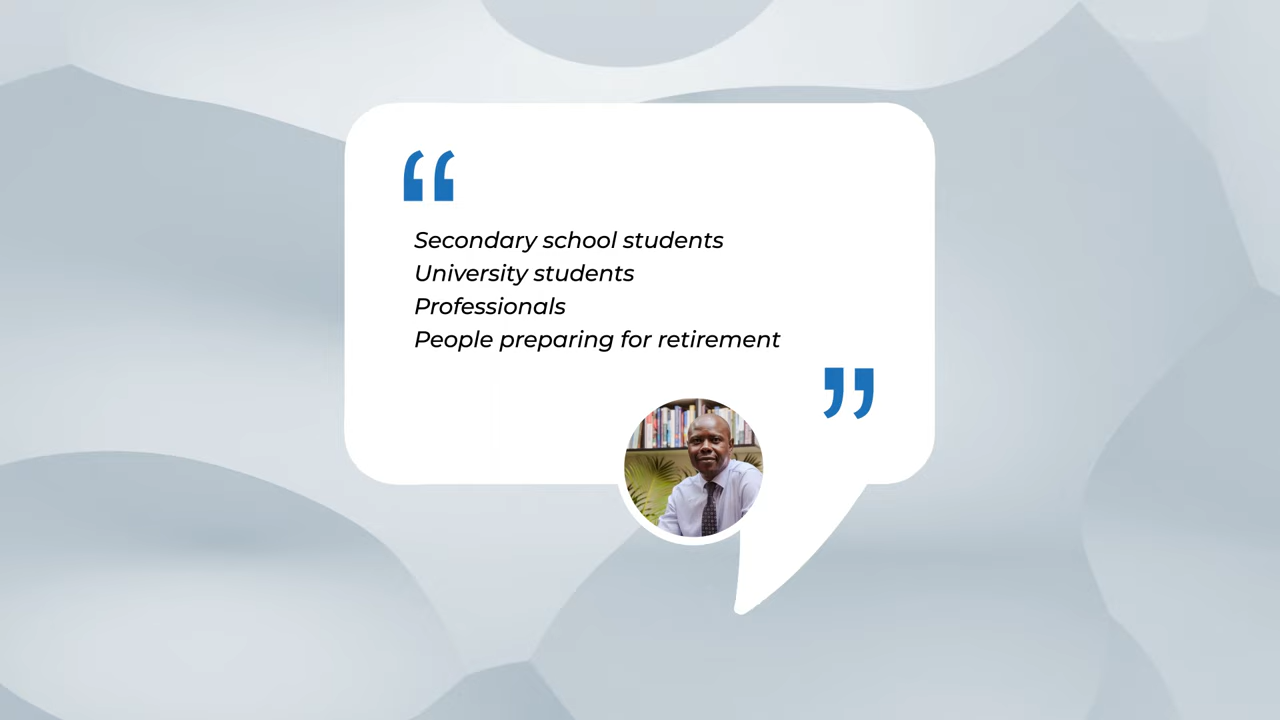 “
Secondary school students
University students
Professionals
People preparing for retirement
”